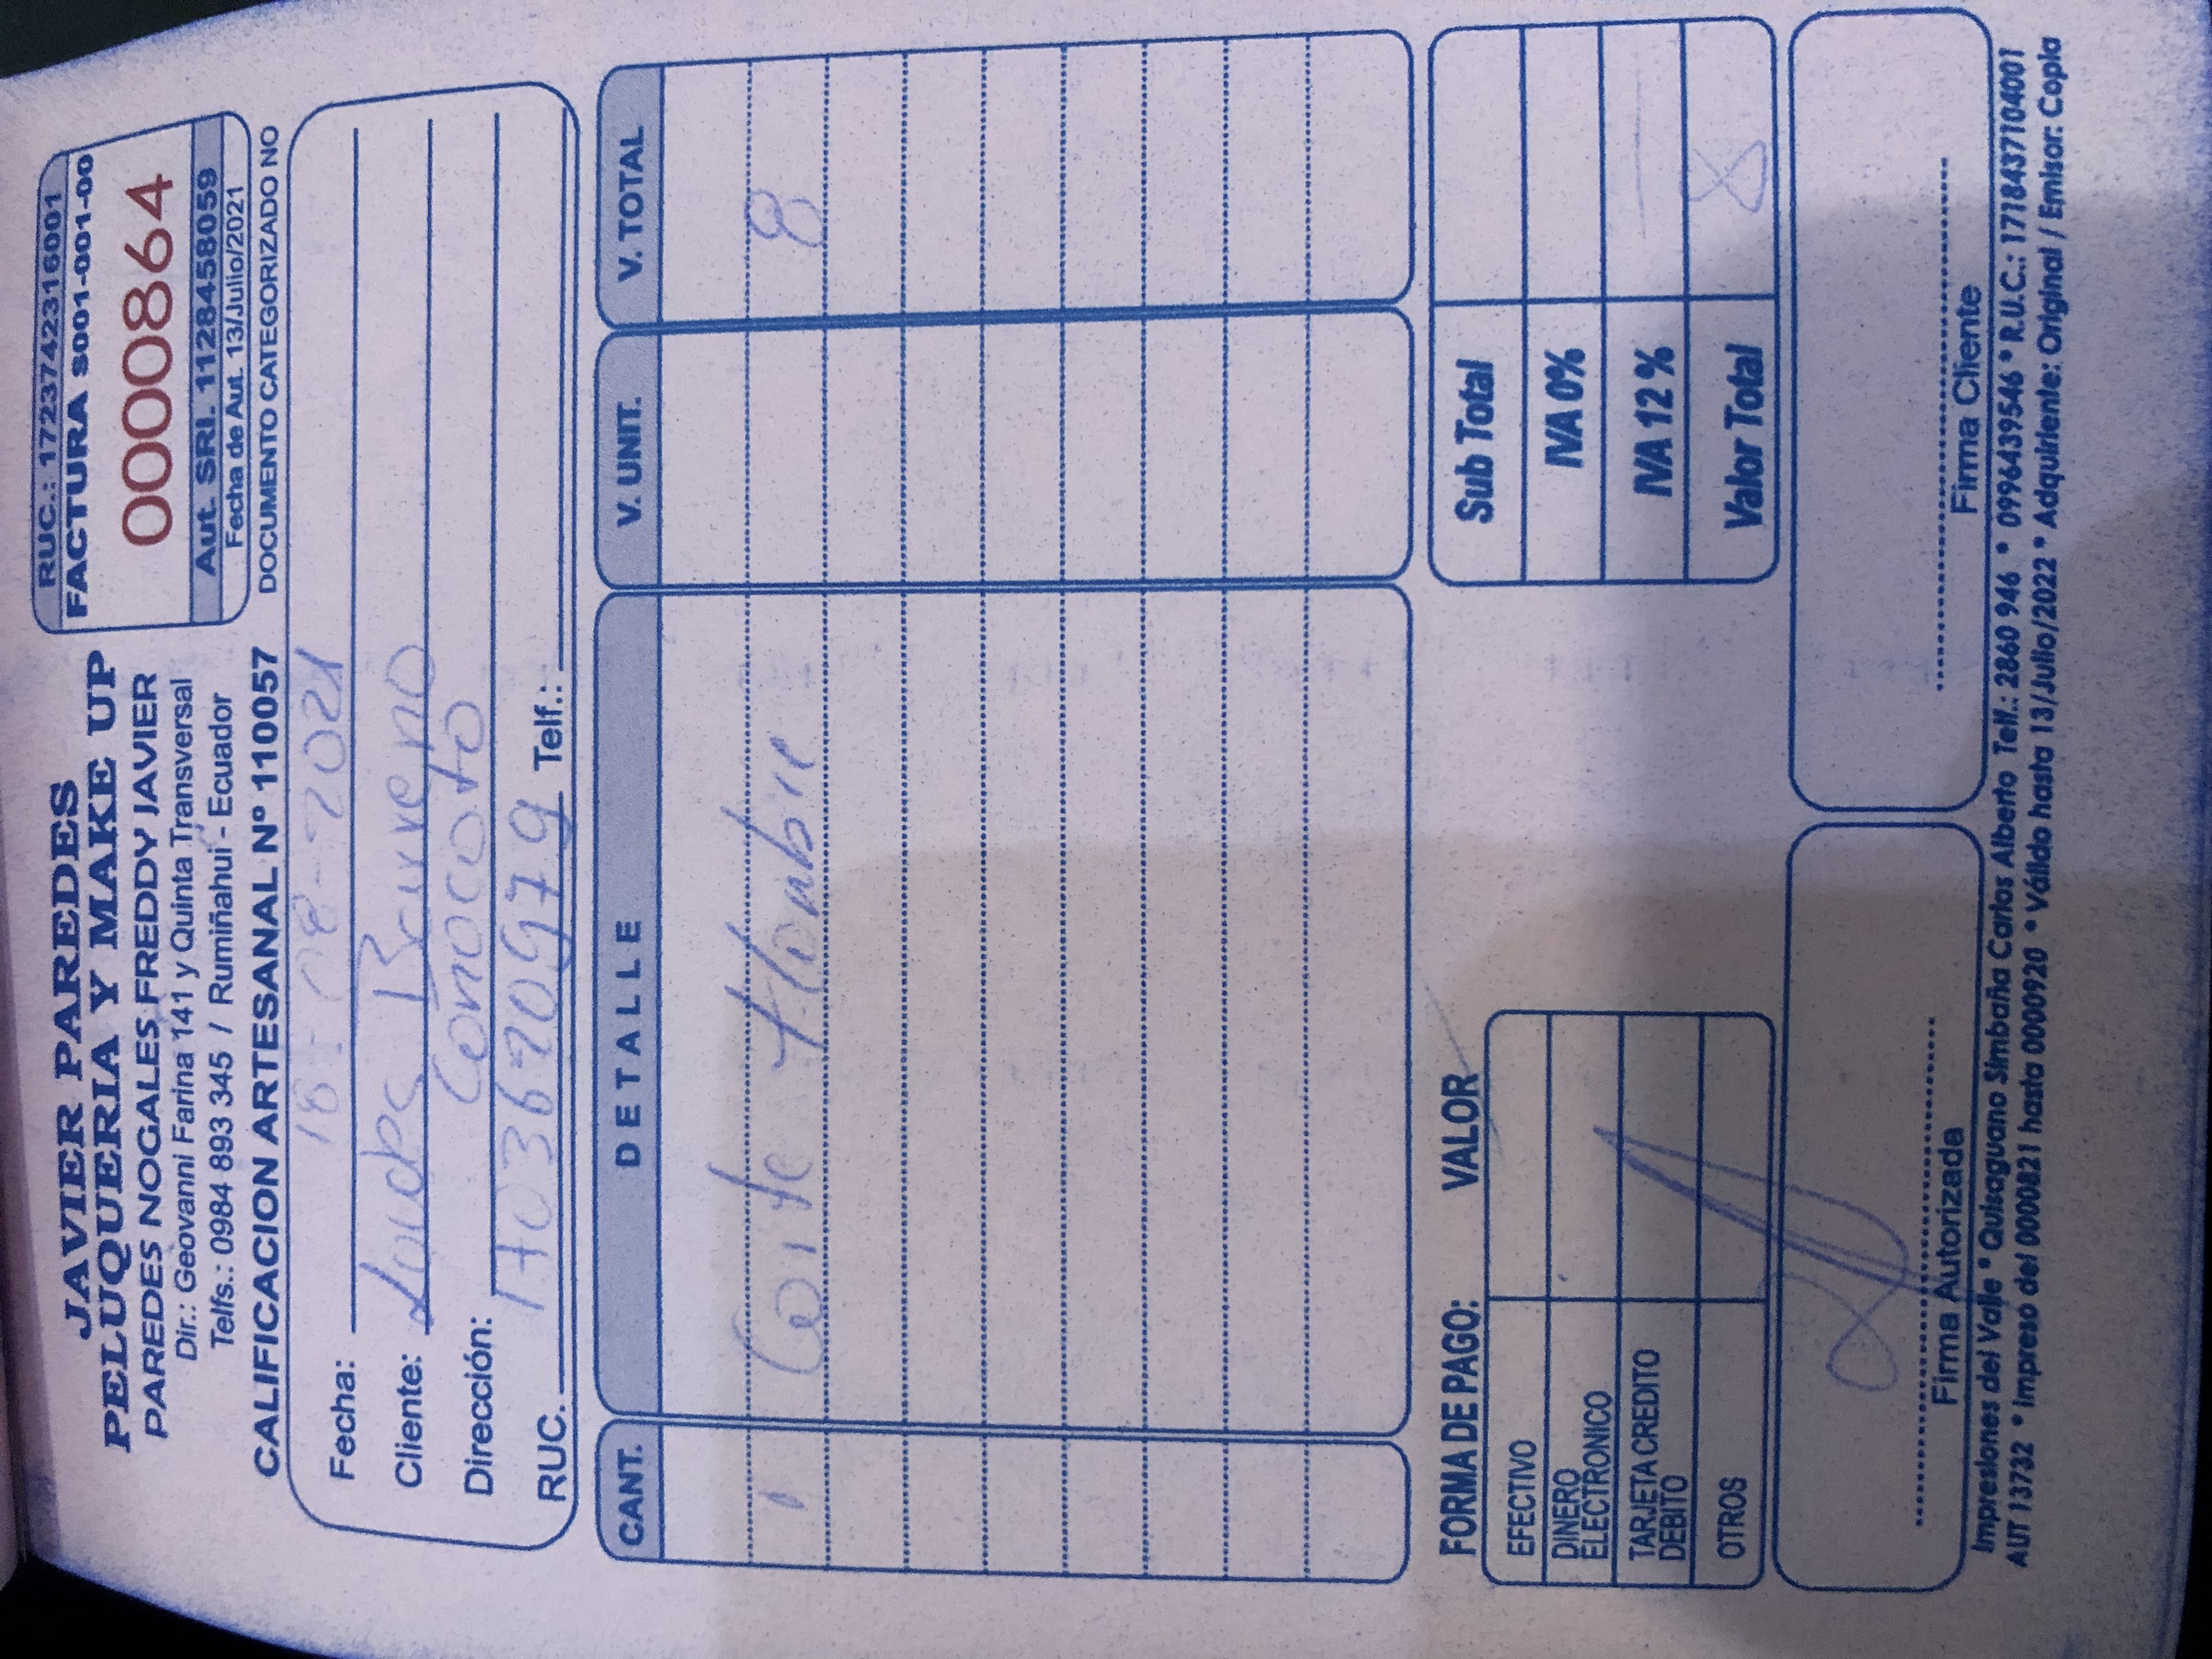 JAVIER PAREDES
PELUQUERIA Y MAKE UP
PAREDES NOGALES FREDDY JAVIER
Dir.: Geovanni Farina 141 y Quinta Transversal
Telfs.: 0984 893 345 / Rumiñahui - Ecuador
CALIFICACION ARTESANAL Nº 110057
RUC.: 1723742316001
FACTURA S001-001-00
0000864
Aut. SRI. 1128458059
Fecha de Aut. 13/Julio/2021
DOCUMENTO CATEGORIZADO NO
Fecha: 18-08-2021
Cliente: Loudes Barreno
Dirección: Conocoto
RUC. 1703620979 Telf.:
CANT. DETALLE V. UNIT. V. TOTAL
1 Corte Hombre 8
FORMA DE PAGO: VALOR
EFECTIVO
DINERO
ELECTRONICO
TARJETA CREDITO
DEBITO
OTROS
Sub Total
IVA 0%
IVA 12 % —
Valor Total 8
Firma Autorizada
Firma Cliente
Impresiones del Valle * Quisaguano Simbaña Carlos Alberto Telf.: 2860 946 * 0996439546 * R.U.C.: 1718437104001
AUT 13732 * Impreso del 0000821 hasta 0000920 * Válido hasta 13/Julio/2022 * Adquiriente: Original / Emisor: Copia